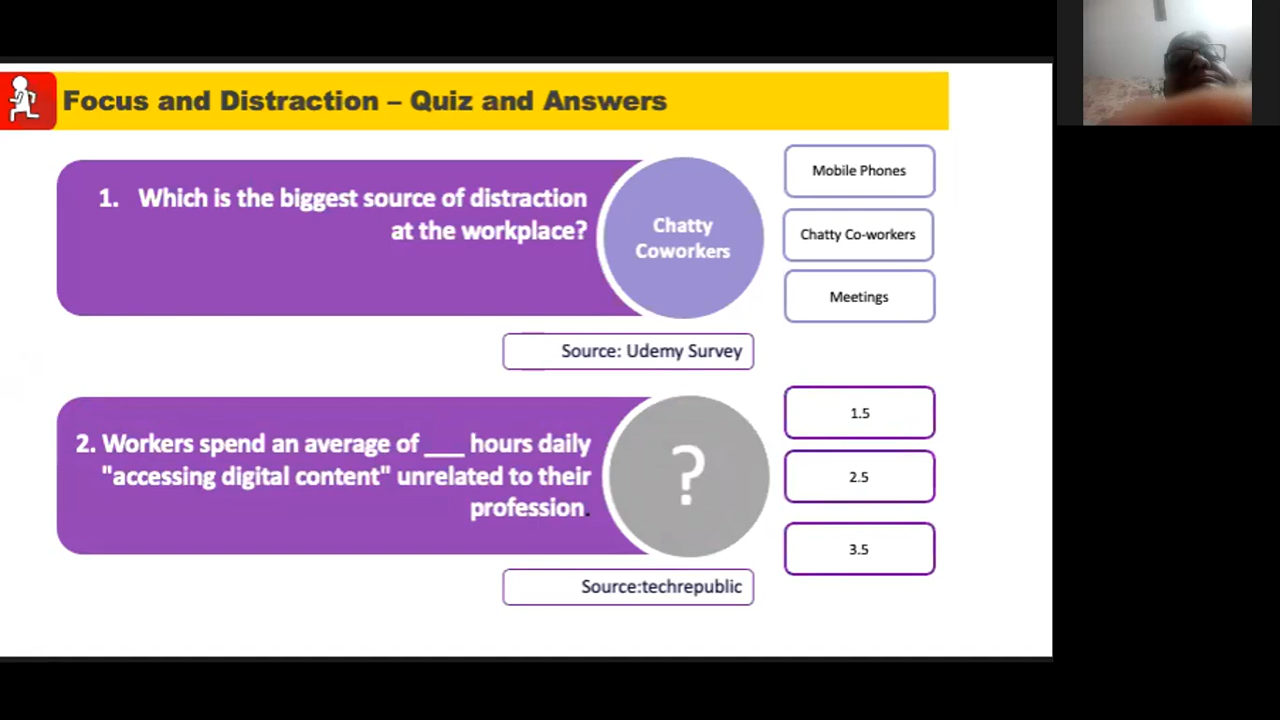 Focus and Distraction – Quiz and Answers
1. Which is the biggest source of distraction
at the workplace?
Chatty
Coworkers
Mobile Phones
Chatty Co-workers
Meetings
Source: Udemy Survey
2. Workers spend an average of ___ hours daily
"accessing digital content" unrelated to their
profession.
?
1.5
2.5
3.5
Source:techrepublic